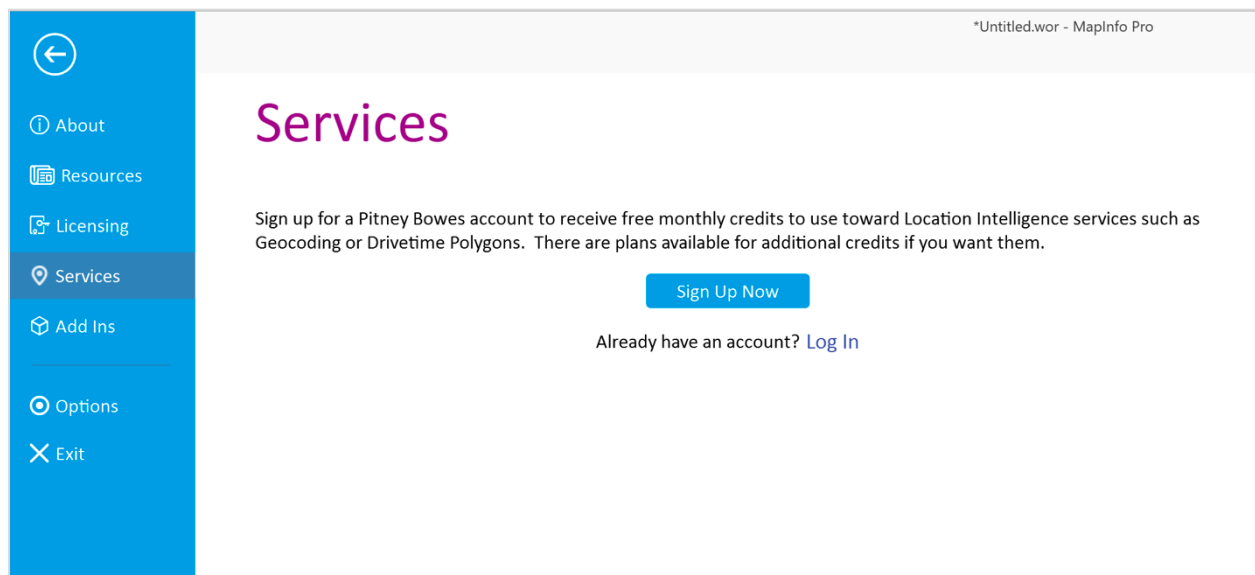 *Untitled.wor - MapInfo Pro
About
Resources
Licensing
Services
Add Ins
Options
Exit
Services
Sign up for a Pitney Bowes account to receive free monthly credits to use toward Location Intelligence services such as
Geocoding or Drivetime Polygons.  There are plans available for additional credits if you want them.
Sign Up Now
Already have an account? Log In